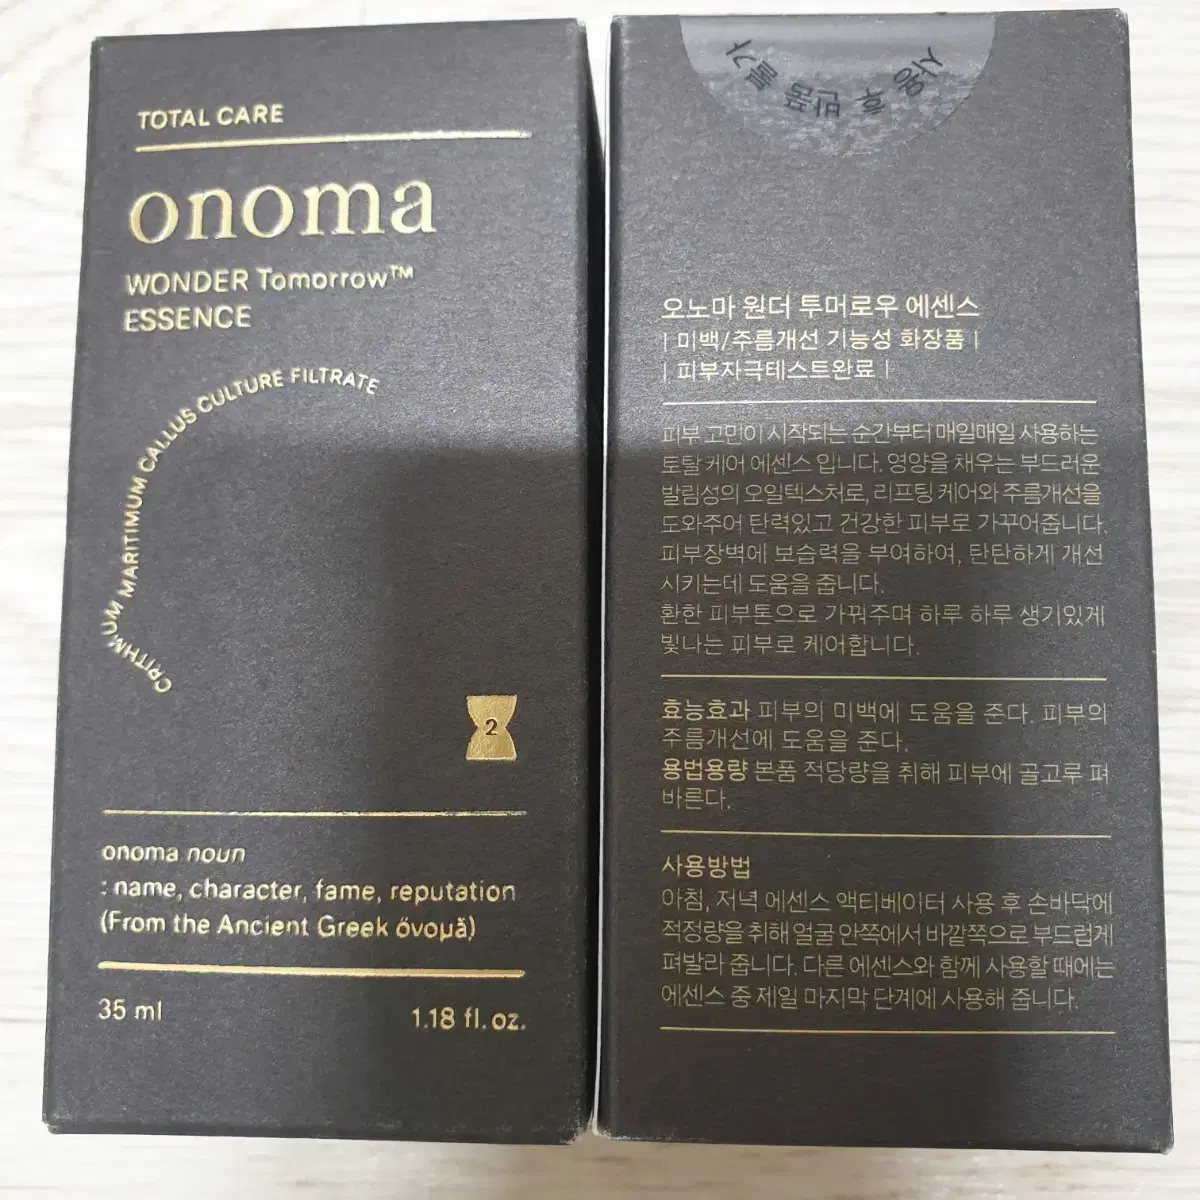 TOTAL CARE
onoma
WONDER Tomorrow™
ESSENCE
CRITHMUM MARITIMUM CALLUS CULTURE FILTRATE
2
onoma noun
: name, character, fame, reputation
(From the Ancient Greek όνομᾰ)
35 ml
1.18 fl. oz.
사용 후 반품 불가
오노마 원더 투머로우 에센스
| 미백/주름개선 기능성 화장품 |
| 피부자극테스트완료 |
피부 고민이 시작되는 순간부터 매일매일 사용하는
토탈 케어 에센스 입니다. 영양을 채우는 부드러운
발림성의 오일텍스처로, 리프팅 케어와 주름개선을
도와주어 탄력있고 건강한 피부로 가꾸어줍니다.
피부장벽에 보습력을 부여하여, 탄탄하게 개선
시키는데 도움을 줍니다.
환한 피부톤으로 가꿔주며 하루 하루 생기있게
빛나는 피부로 케어합니다.
효능효과 피부의 미백에 도움을 준다. 피부의
주름개선에 도움을 준다.
용법용량 본품 적당량을 취해 피부에 골고루 펴
바른다.
사용방법
아침, 저녁 에센스 액티베이터 사용 후 손바닥에
적정량을 취해 얼굴 안쪽에서 바깥쪽으로 부드럽게
펴발라 줍니다. 다른 에센스와 함께 사용할 때에는
에센스 중 제일 마지막 단계에 사용해 줍니다.